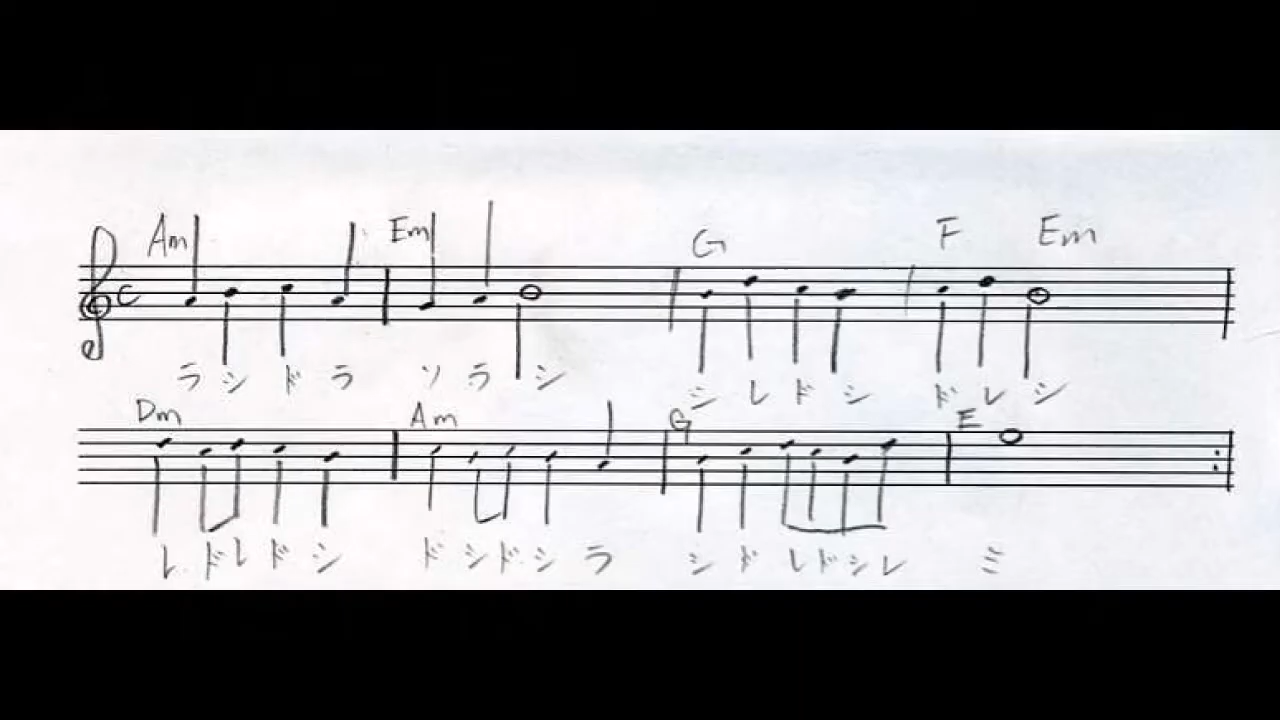 Am Em G F Em
C
ラ シ ド ラ ソ ラ シ シ レ ド シ ド レ シ
Dm Am G E
レ ド レ ド シ ド シ ド シ ラ シ ド レ ド シ レ ミ